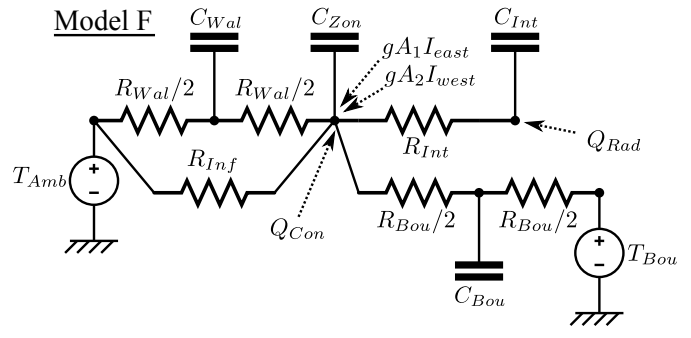 Model F
C_Wal
C_Zon
C_Int
gA_1I_east
gA_2I_west
R_Wal/2
R_Wal/2
R_Int
Q_Rad
R_Inf
T_Amb
+
−
Q_Con
R_Bou/2
R_Bou/2
+
−
T_Bou
C_Bou